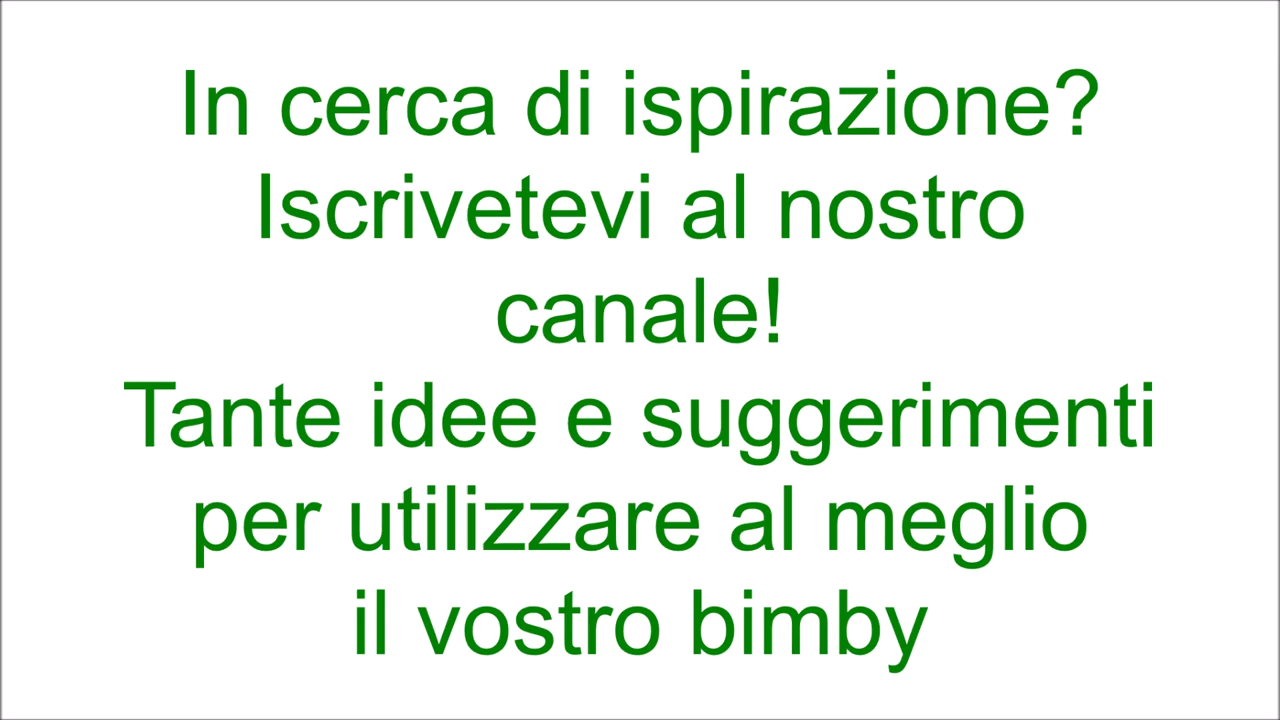 In cerca di ispirazione?
Iscrivetevi al nostro
canale!
Tante idee e suggerimenti
per utilizzare al meglio
il vostro bimby